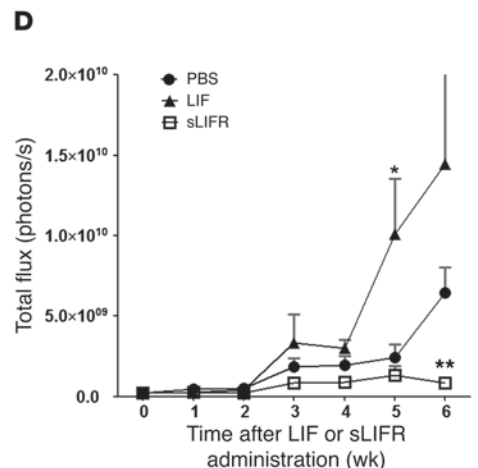 D
PBS
LIF
sLIFR
2.0×10¹⁰
1.5×10¹⁰
1.0×10¹⁰
5.0×10⁰⁹
0.0
Total flux (photons/s)
*
**
0 1 2 3 4 5 6
Time after LIF or sLIFR
administration (wk)